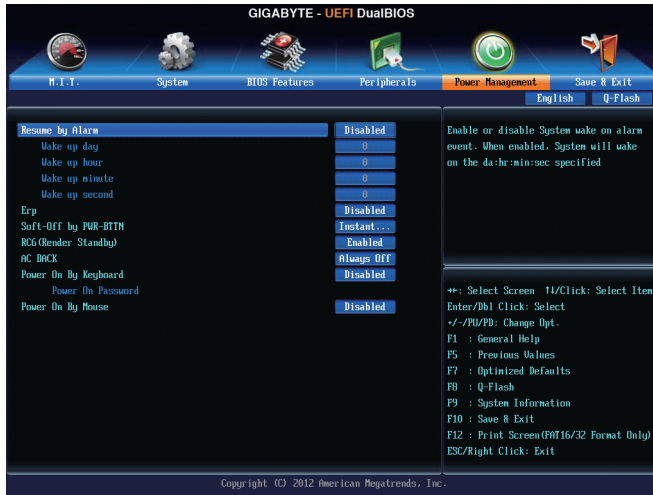 GIGABYTE - UEFI DualBIOS
M.I.T. System BIOS Features Peripherals Power Management Save & Exit
English Q-Flash
Resume by Alarm Disabled
Wake up day 0
Wake up hour 0
Wake up minute 0
Wake up second 0
Erp Disabled
Soft-Off by PWR-BTTN Instant...
RC6(Render Standby) Enabled
AC BACK Always Off
Power On By Keyboard Disabled
Power On Password
Power On By Mouse Disabled
Enable or disable System wake on alarm
event. When enabled, System will wake
on the da:hr:min:sec specified
→←: Select Screen ↑↓/Click: Select Item
Enter/Dbl Click: Select
+/-/PU/PD: Change Opt.
F1 : General Help
F5 : Previous Values
F7 : Optimized Defaults
F8 : Q-Flash
F9 : System Information
F10 : Save & Exit
F12 : Print Screen(FAT16/32 Format Only)
ESC/Right Click: Exit
Copyright (C) 2012 American Megatrends, Inc.